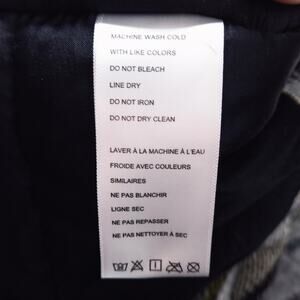 MACHINE WASH COLD
WITH LIKE COLORS
DO NOT BLEACH
LINE DRY
DO NOT IRON
DO NOT DRY CLEAN
LAVER À LA MACHINE À L'EAU
FROIDE AVEC COULEURS
SIMILAIRES
NE PAS BLANCHIR
LIGNE SEC
NE PAS REPASSER
NE PAS NETTOYER À SEC